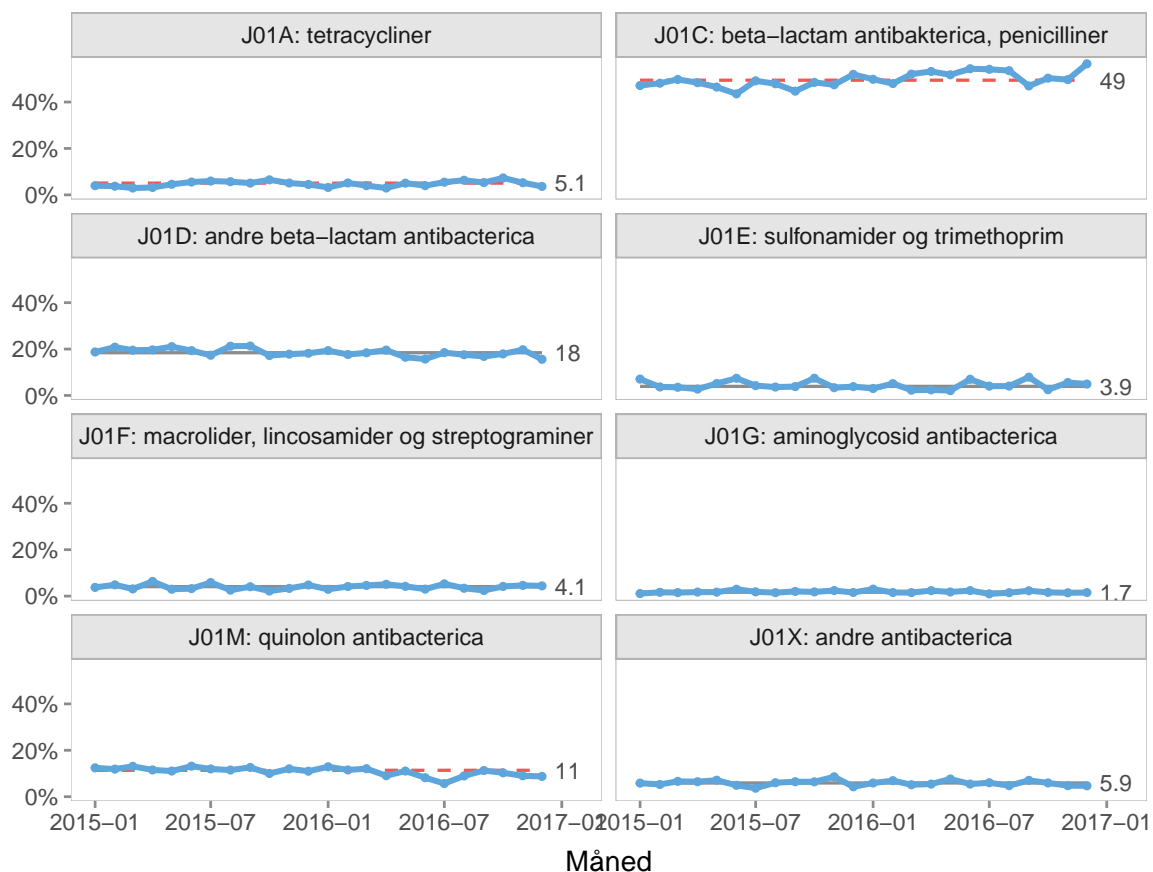 J01A: tetracycliner
J01C: beta−lactam antibakterica, penicilliner
40%
20%
0%
5.1
49
J01D: andre beta−lactam antibacterica
J01E: sulfonamider og trimethoprim
40%
20%
0%
18
3.9
J01F: macrolider, lincosamider og streptograminer
J01G: aminoglycosid antibacterica
40%
20%
0%
4.1
1.7
J01M: quinolon antibacterica
J01X: andre antibacterica
40%
20%
0%
11
5.9
2015−01 2015−07 2016−01 2016−07 2017−01
2015−01 2015−07 2016−01 2016−07 2017−01
Måned